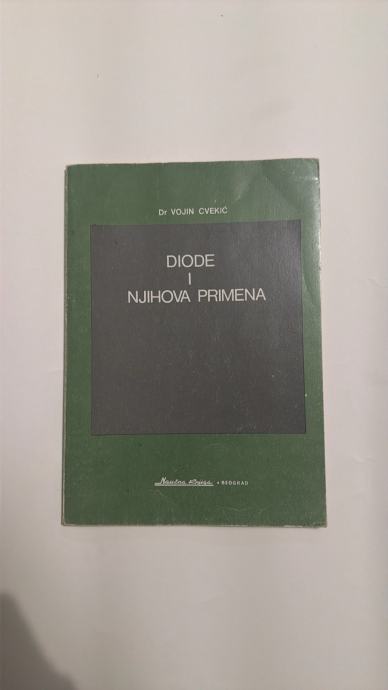 Dr VOJIN CVEKIĆ
DIODE
I
NJIHOVA PRIMENA
Naučna knjiga • BEOGRAD